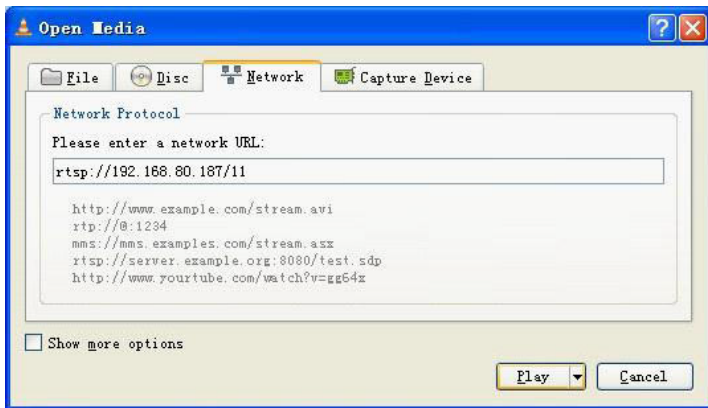 Open Media
File Disc Network Capture Device
Network Protocol
Please enter a network URL:
rtsp://192.168.80.187/11
http://www.example.com/stream.avi
rtp://@:1234
mms://mms.examples.com/stream.asx
rtsp://server.example.org:8080/test.sdp
http://www.yourtube.com/watch?v=gg64x
Show more options
Play Cancel